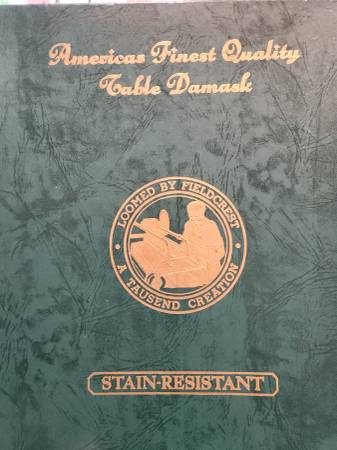 Americas Finest Quality
Table Damask
LOOMED BY FIELDCREST
• A TAUSEND CREATION •
STAIN-RESISTANT